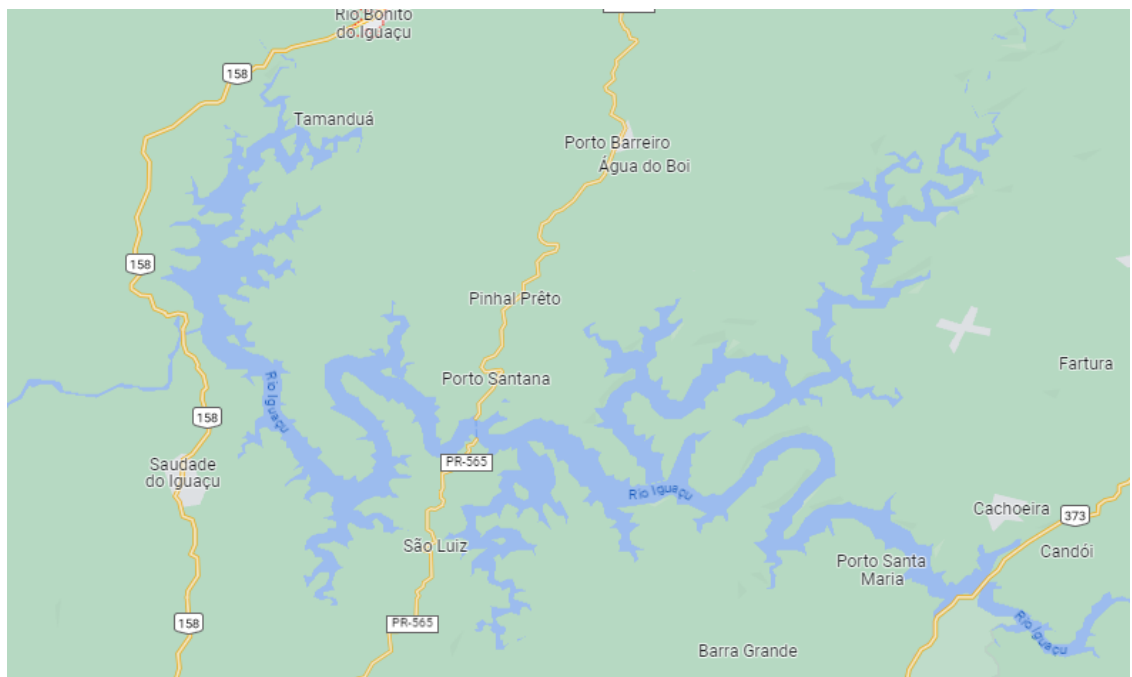 Rio Bonito
do Iguaçu
158
Tamanduá
Porto Barreiro
Água do Boi
158
Pinhal Prêto
Fartura
Porto Santana
Rio Iguaçu
158
PR-565
Saudade
do Iguaçu
Rio Iguaçu
Cachoeira
373
São Luiz
Candói
Porto Santa
Maria
158
PR-565
Rio Iguaçu
Barra Grande